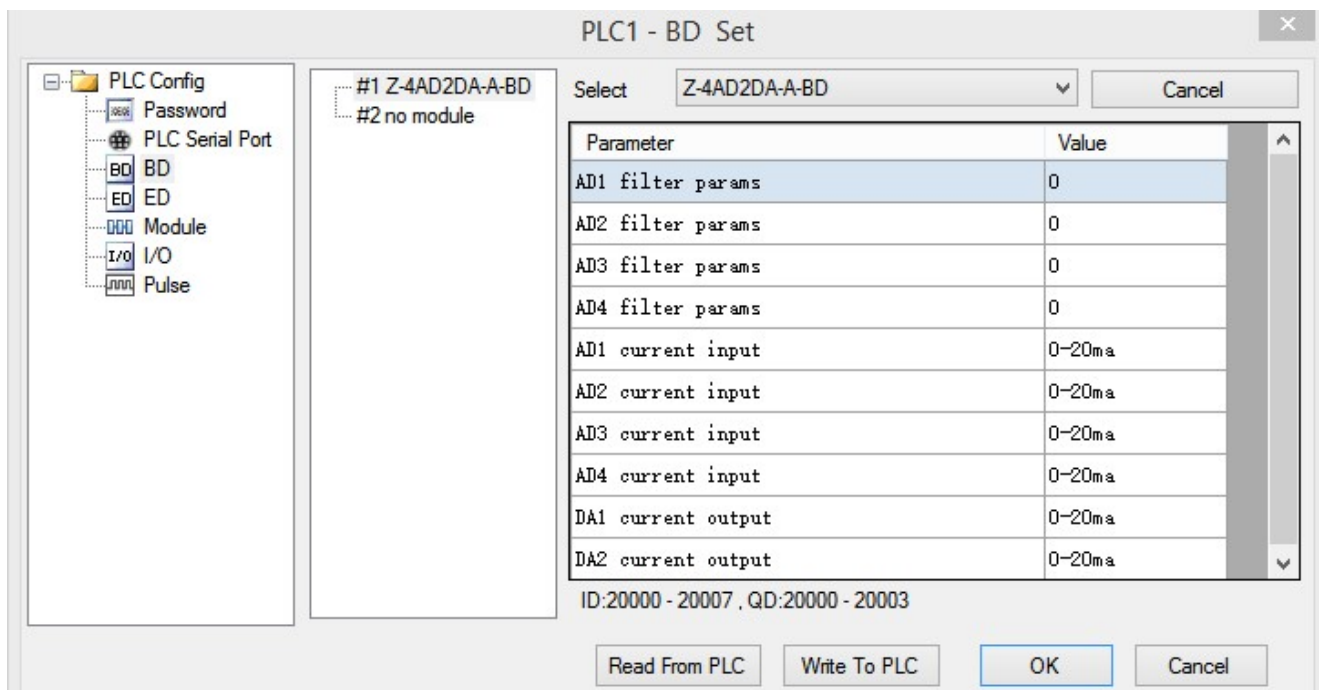 PLC1 - BD Set
PLC Config
Password
PLC Serial Port
BD BD
ED ED
Module
I/O I/O
Pulse
#1 Z-4AD2DA-A-BD
#2 no module
Select Z-4AD2DA-A-BD Cancel
Parameter Value
AD1 filter params 0
AD2 filter params 0
AD3 filter params 0
AD4 filter params 0
AD1 current input 0-20ma
AD2 current input 0-20ma
AD3 current input 0-20ma
AD4 current input 0-20ma
DA1 current output 0-20ma
DA2 current output 0-20ma
ID:20000 - 20007 , QD:20000 - 20003
Read From PLC Write To PLC OK Cancel